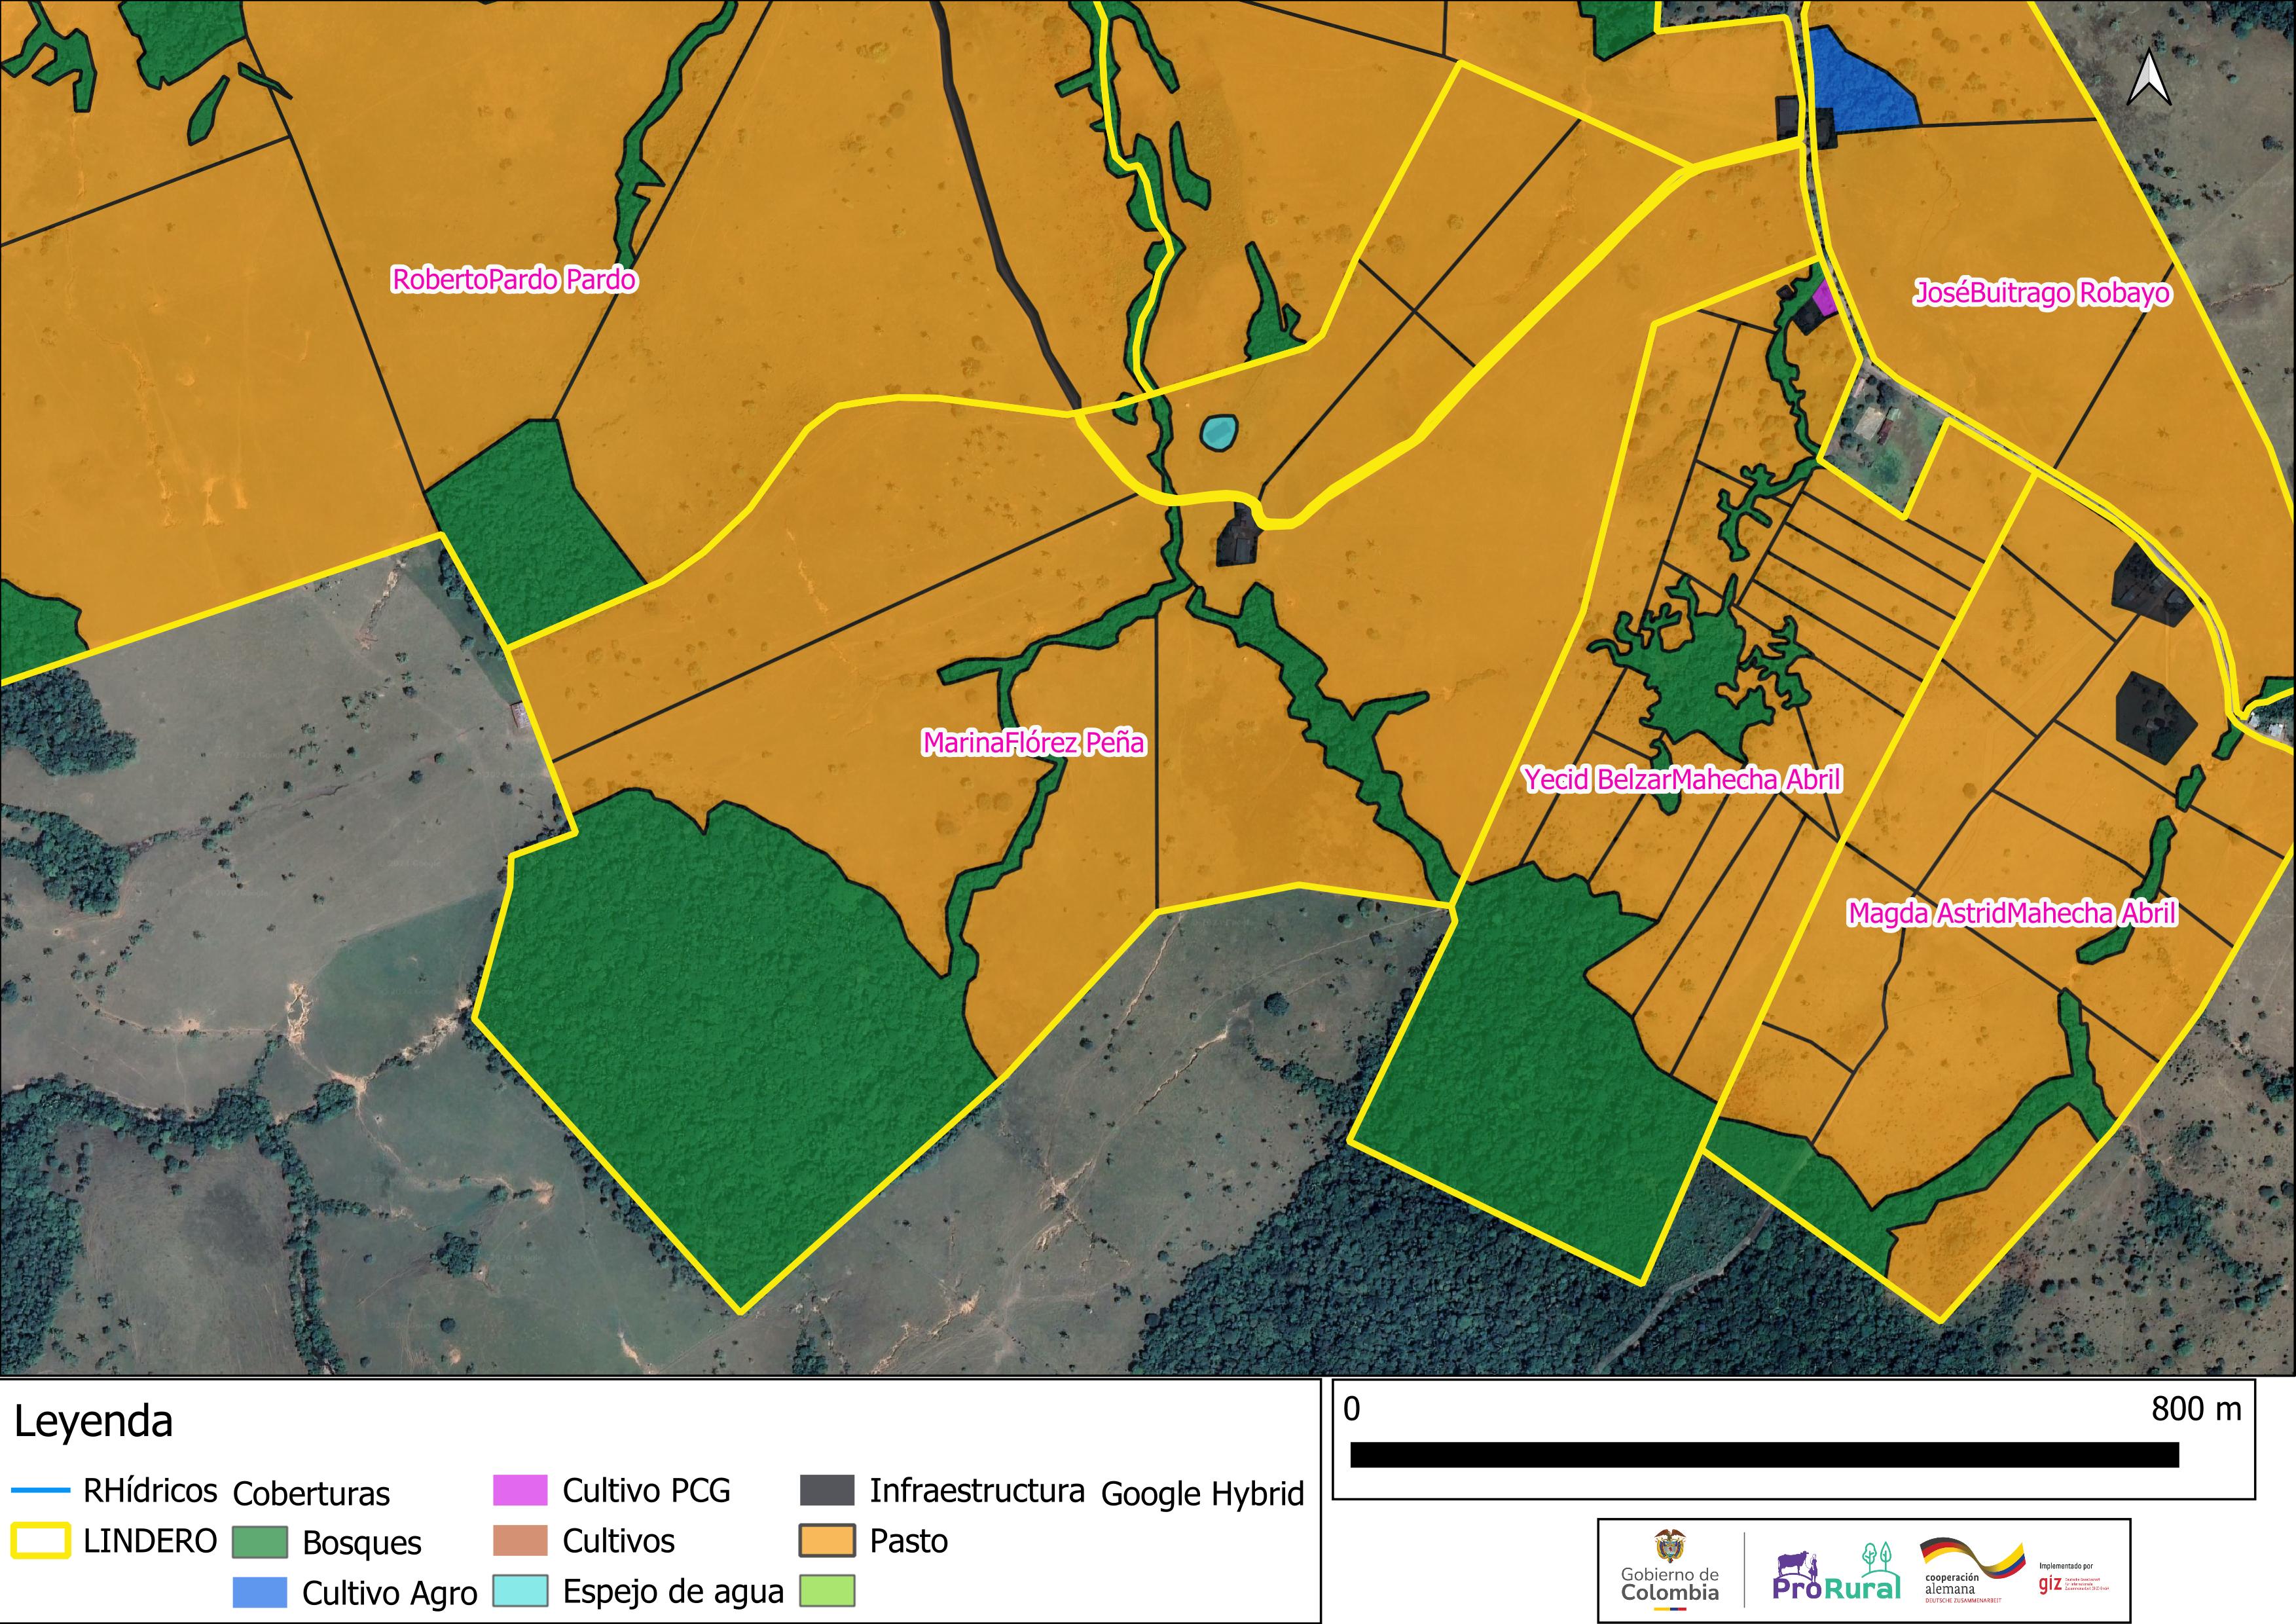 RobertoPardo Pardo
JoséBuitrago Robayo
MarinaFlórez Peña
Yecid BelzarMahecha Abril
Magda AstridMahecha Abril
Leyenda
RHídricos
LINDERO
Coberturas
Bosques
Cultivo Agro
Cultivo PCG
Cultivos
Espejo de agua
Infraestructura
Pasto
Google Hybrid
0 800 m
Gobierno de
Colombia
ProRural
cooperación
alemana
DEUTSCHE ZUSAMMENARBEIT
Implementado por
giz